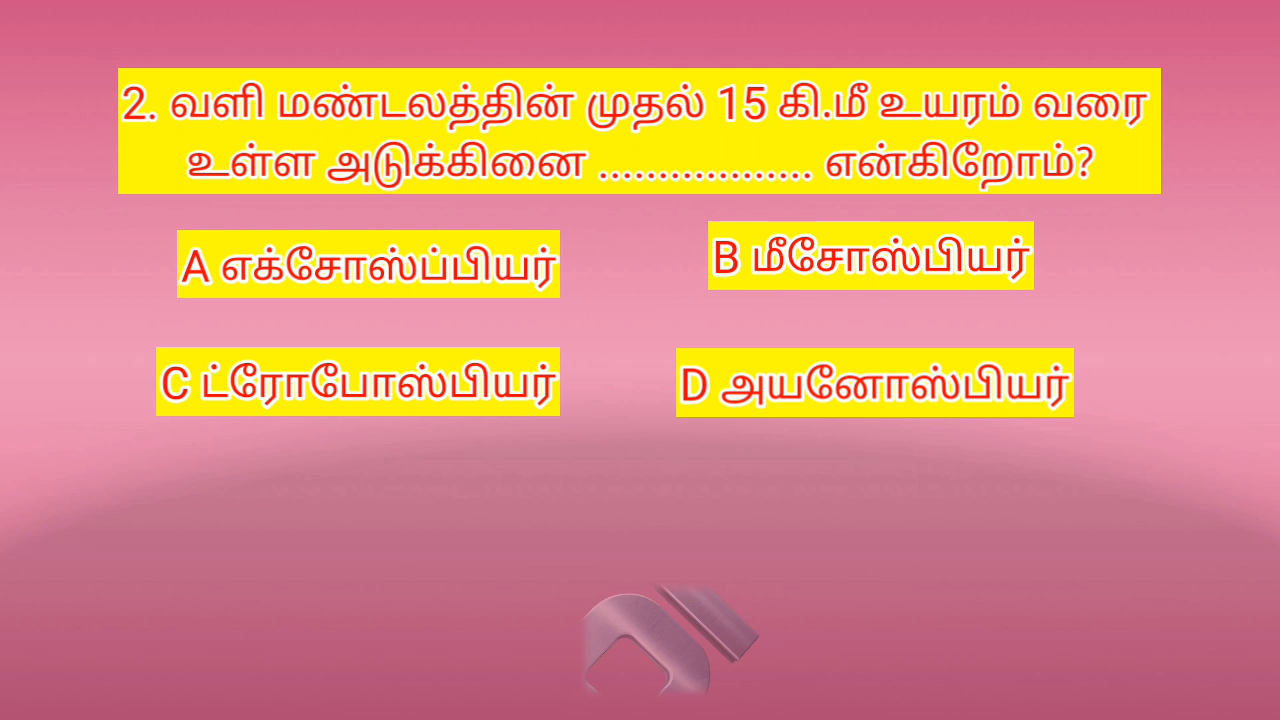 2. வளி மண்டலத்தின் முதல் 15 கி.மீ உயரம் வரை
உள்ள அடுக்கினை .................. என்கிறோம்?
A எக்சோஸ்ப்பியர்
B மீசோஸ்பியர்
C ட்ரோபோஸ்பியர்
D அயனோஸ்பியர்